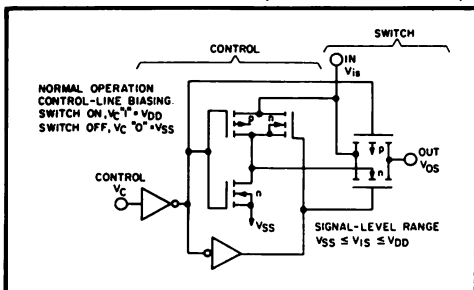 SWITCH
CONTROL
IN
Vis
NORMAL OPERATION
CONTROL-LINE BIASING
SWITCH ON, VC "1" = VDD
SWITCH OFF, VC "0" = VSS
p
n
p
n
OUT
VOS
CONTROL
VC
n
VSS
SIGNAL-LEVEL RANGE
VSS ≤ VIS ≤ VDD